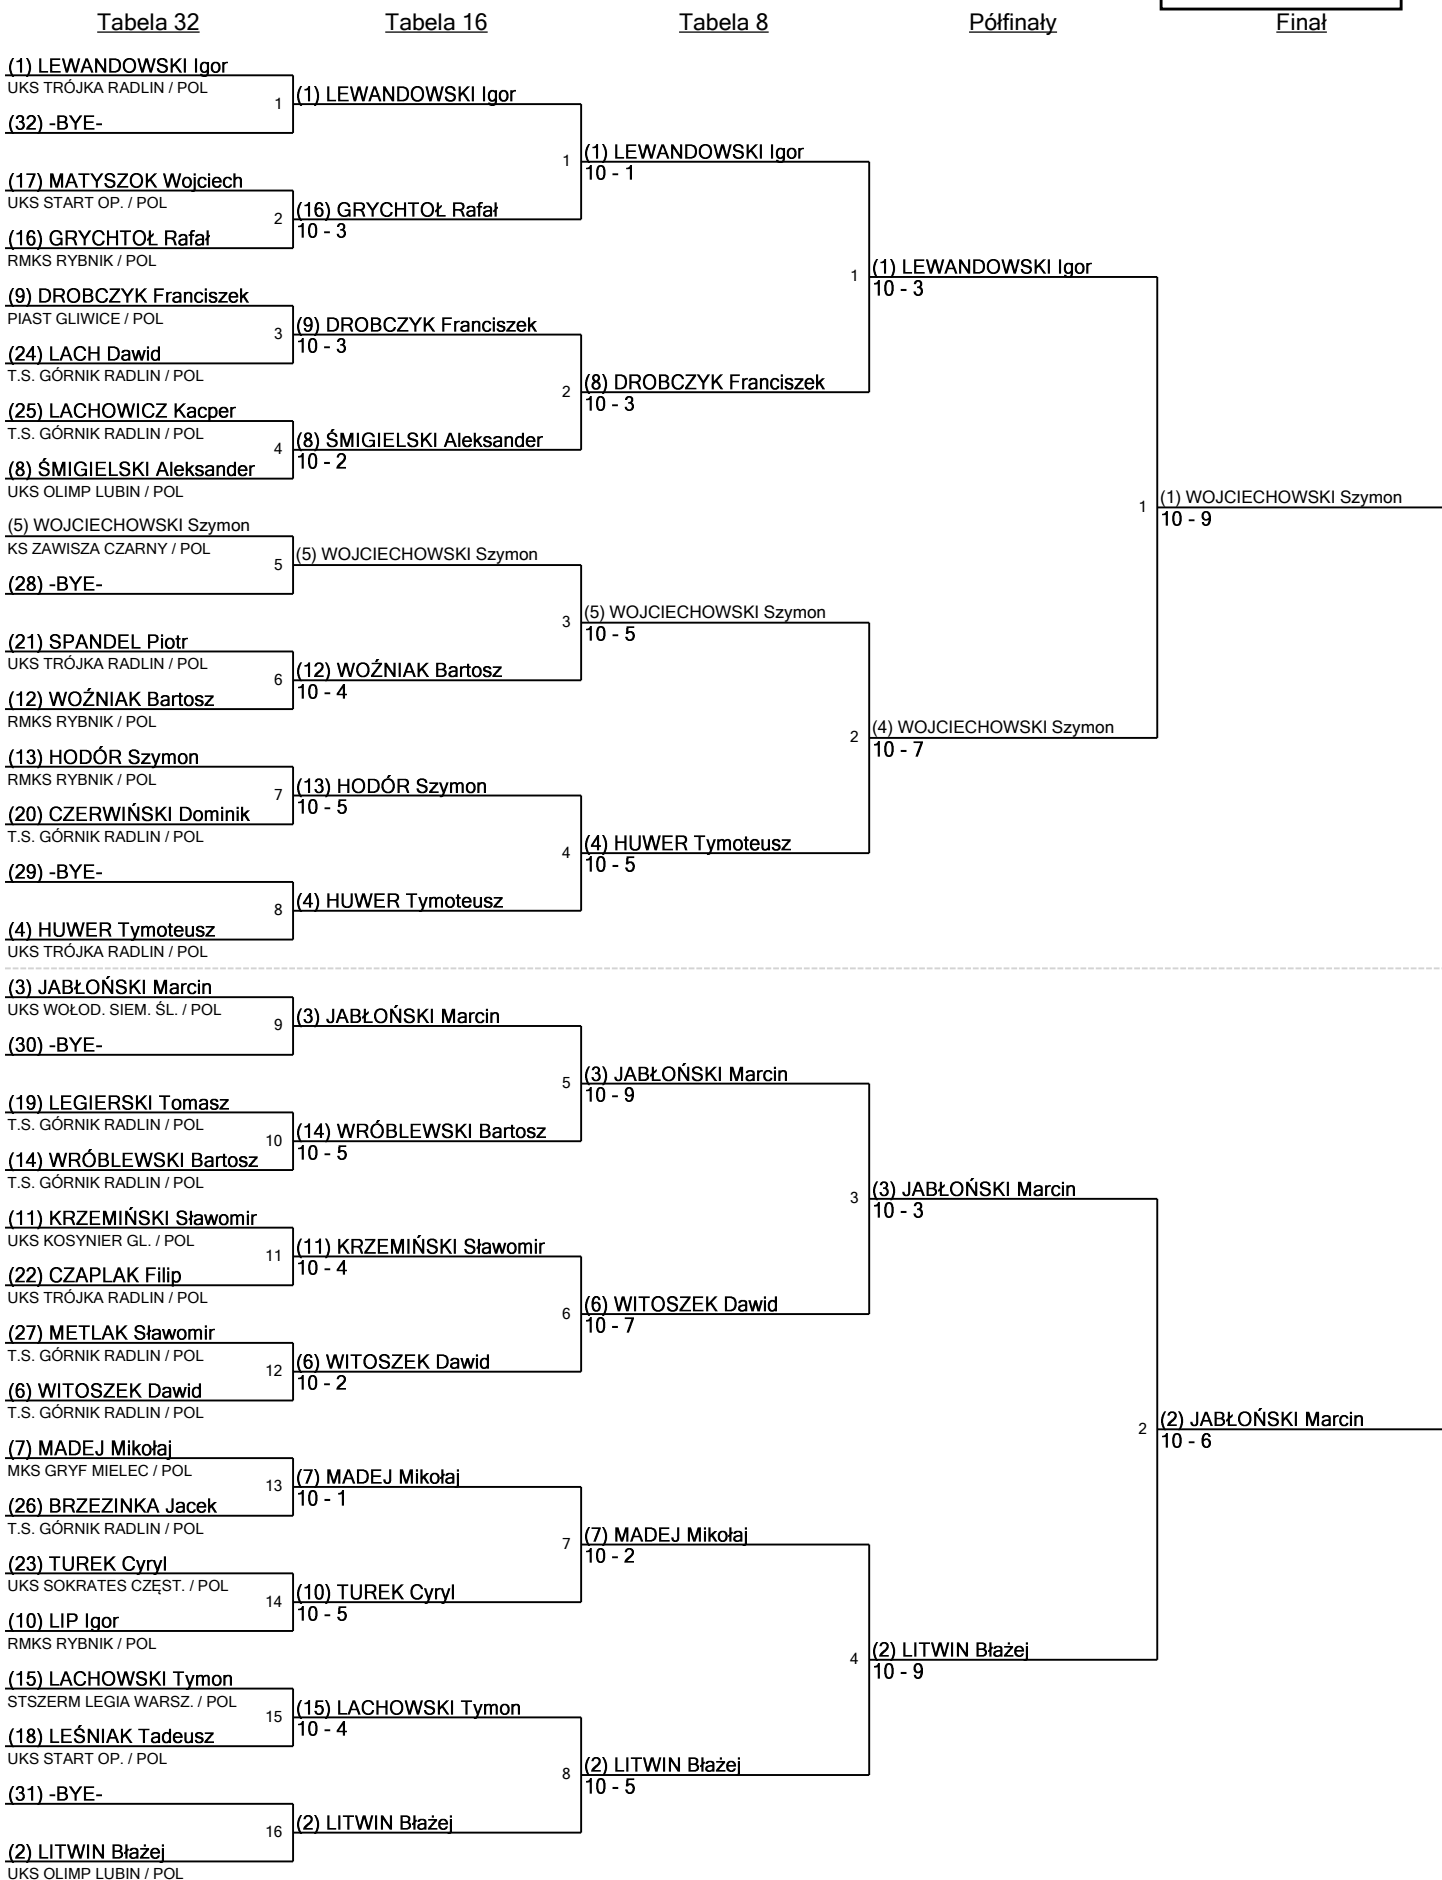 Tabela 32
Tabela 16
Tabela 8
Półfinały
Finał
(1) LEWANDOWSKI Igor
UKS TRÓJKA RADLIN / POL
(32) -BYE-
(17) MATYSZOK Wojciech
UKS START OP. / POL
(16) GRYCHTOŁ Rafał
RMKS RYBNIK / POL
(9) DROBCZYK Franciszek
PIAST GLIWICE / POL
(24) LACH Dawid
T.S. GÓRNIK RADLIN / POL
(25) LACHOWICZ Kacper
T.S. GÓRNIK RADLIN / POL
(8) ŚMIGIELSKI Aleksander
UKS OLIMP LUBIN / POL
(5) WOJCIECHOWSKI Szymon
KS ZAWISZA CZARNY / POL
(28) -BYE-
(21) SPANDEL Piotr
UKS TRÓJKA RADLIN / POL
(12) WOŹNIAK Bartosz
RMKS RYBNIK / POL
(13) HODÓR Szymon
RMKS RYBNIK / POL
(20) CZERWIŃSKI Dominik
T.S. GÓRNIK RADLIN / POL
(29) -BYE-
(4) HUWER Tymoteusz
UKS TRÓJKA RADLIN / POL
(3) JABŁOŃSKI Marcin
UKS WOŁOD. SIEM. ŚL. / POL
(30) -BYE-
(19) LEGIERSKI Tomasz
T.S. GÓRNIK RADLIN / POL
(14) WRÓBLEWSKI Bartosz
T.S. GÓRNIK RADLIN / POL
(11) KRZEMIŃSKI Sławomir
UKS KOSYNIER GL. / POL
(22) CZAPLAK Filip
UKS TRÓJKA RADLIN / POL
(27) METLAK Sławomir
T.S. GÓRNIK RADLIN / POL
(6) WITOSZEK Dawid
T.S. GÓRNIK RADLIN / POL
(7) MADEJ Mikołaj
MKS GRYF MIELEC / POL
(26) BRZEZINKA Jacek
T.S. GÓRNIK RADLIN / POL
(23) TUREK Cyryl
UKS SOKRATES CZĘST. / POL
(10) LIP Igor
RMKS RYBNIK / POL
(15) LACHOWSKI Tymon
STSZERM LEGIA WARSZ. / POL
(18) LEŚNIAK Tadeusz
UKS START OP. / POL
(31) -BYE-
(2) LITWIN Błażej
UKS OLIMP LUBIN / POL
1
(1) LEWANDOWSKI Igor
2
(16) GRYCHTOŁ Rafał
10 - 3
3
(9) DROBCZYK Franciszek
10 - 3
4
(8) ŚMIGIELSKI Aleksander
10 - 2
5
(5) WOJCIECHOWSKI Szymon
6
(12) WOŹNIAK Bartosz
10 - 4
7
(13) HODÓR Szymon
10 - 5
8
(4) HUWER Tymoteusz
9
(3) JABŁOŃSKI Marcin
10
(14) WRÓBLEWSKI Bartosz
10 - 5
11
(11) KRZEMIŃSKI Sławomir
10 - 4
12
(6) WITOSZEK Dawid
10 - 2
13
(7) MADEJ Mikołaj
10 - 1
14
(10) TUREK Cyryl
10 - 5
15
(15) LACHOWSKI Tymon
10 - 4
16
(2) LITWIN Błażej
1
(1) LEWANDOWSKI Igor
10 - 1
2
(8) DROBCZYK Franciszek
10 - 3
3
(5) WOJCIECHOWSKI Szymon
10 - 5
4
(4) HUWER Tymoteusz
10 - 5
5
(3) JABŁOŃSKI Marcin
10 - 9
6
(6) WITOSZEK Dawid
10 - 7
7
(7) MADEJ Mikołaj
10 - 2
8
(2) LITWIN Błażej
10 - 5
1
(1) LEWANDOWSKI Igor
10 - 3
2
(4) WOJCIECHOWSKI Szymon
10 - 7
3
(3) JABŁOŃSKI Marcin
10 - 3
4
(2) LITWIN Błażej
10 - 9
1
(1) WOJCIECHOWSKI Szymon
10 - 9
2
(2) JABŁOŃSKI Marcin
10 - 6